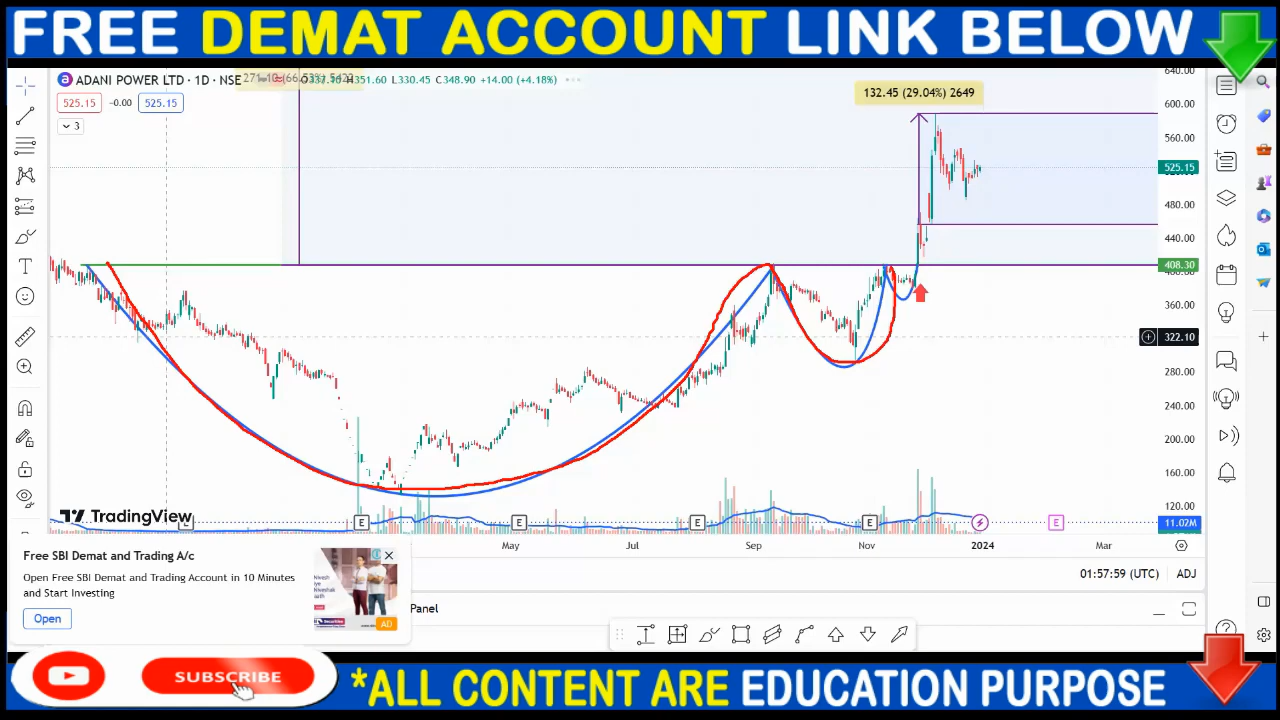 FREE DEMAT ACCOUNT LINK BELOW
ADANI POWER LTD · 1D · NSE
H351.60 L330.45 C348.90 +14.00 (+4.18%)
525.15 -0.00 525.15
3
132.45 (29.04%) 2649
640.00
600.00
560.00
525.15
480.00
440.00
408.30
360.00
322.10
280.00
240.00
200.00
160.00
120.00
11.02M
TradingView
E E E E E
May Jul Sep Nov 2024 Mar
Free SBI Demat and Trading A/c
Open Free SBI Demat and Trading Account in 10 Minutes
and Start Investing
Open
AD
01:57:59 (UTC) ADJ
Panel
SUBSCRIBE
*ALL CONTENT ARE EDUCATION PURPOSE